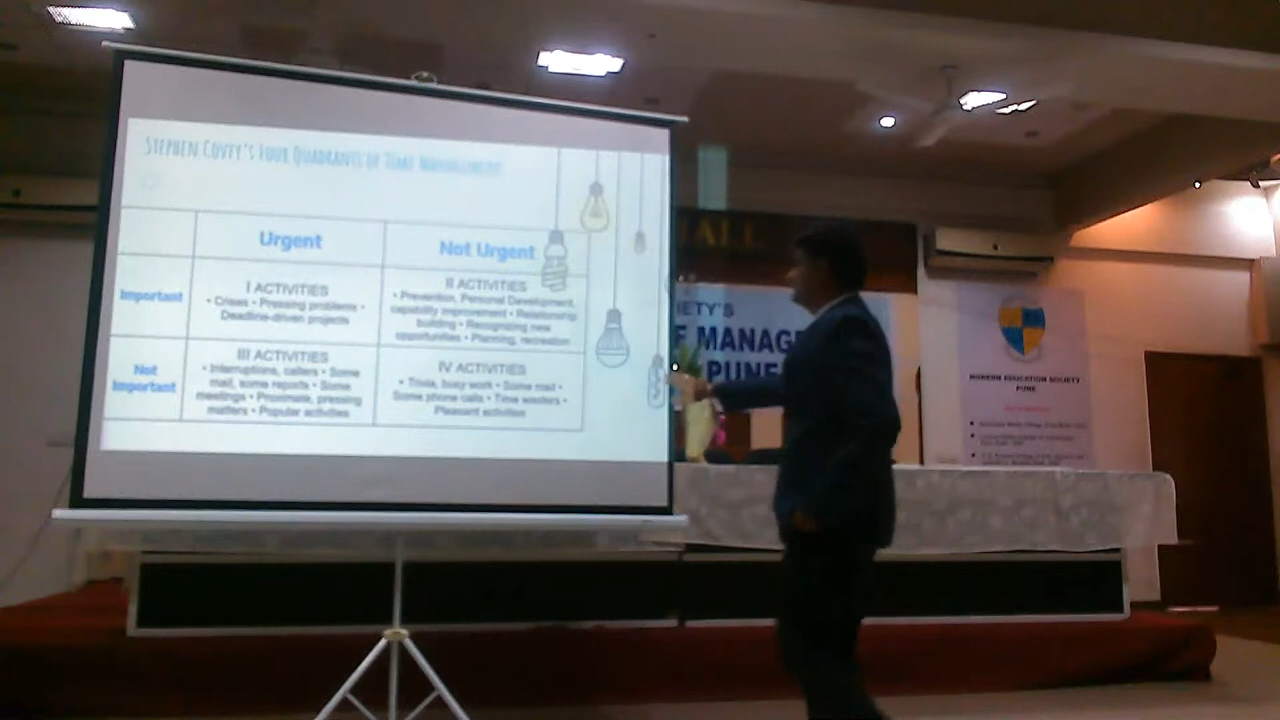 STEPHEN COVEY'S FOUR QUADRANTS OF TIME MANAGEMENT
Urgent
Not Urgent
Important
I ACTIVITIES
• Crises • Pressing problems •
Deadline-driven projects
II ACTIVITIES
• Prevention, Personal Development,
capability improvement • Relationship
building • Recognizing new
opportunities • Planning, recreation
Not
Important
III ACTIVITIES
• Interruptions, callers • Some
mail, some reports • Some
meetings • Proximate, pressing
matters • Popular activities
IV ACTIVITIES
• Trivia, busy work • Some mail •
Some phone calls • Time wasters •
Pleasant activities
ALL
IETY'S
F MANAG
PUNE
MODERN EDUCATION SOCIETY
PUNE